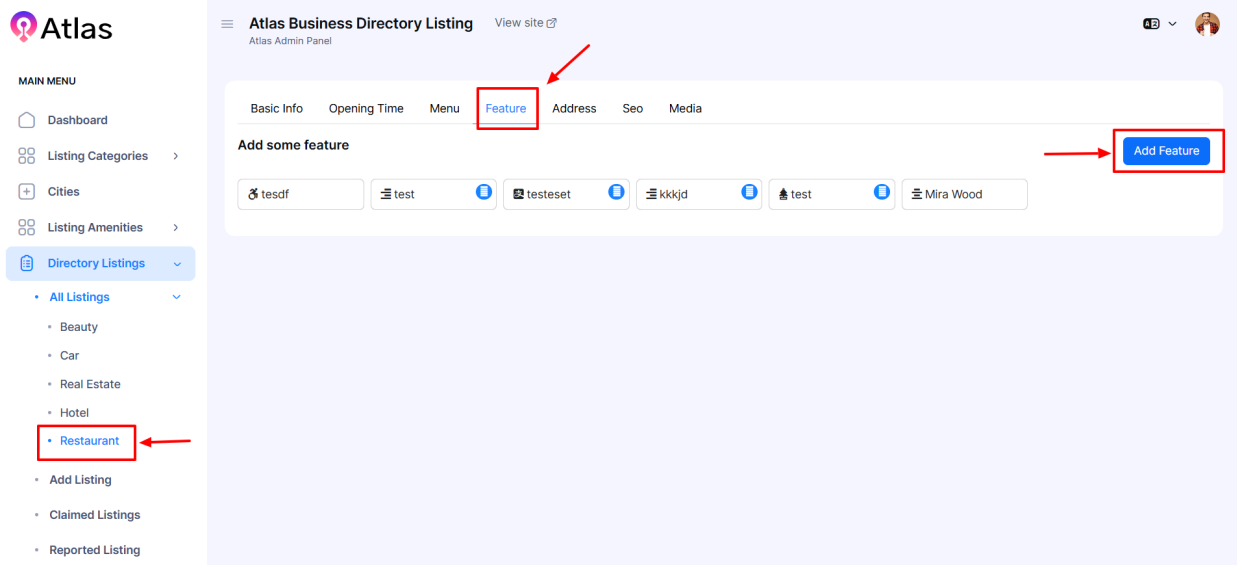 Atlas
Atlas Business Directory Listing
View site
Atlas Admin Panel
MAIN MENU
Dashboard
Listing Categories
Cities
Listing Amenities
Directory Listings
All Listings
Beauty
Car
Real Estate
Hotel
Restaurant
Add Listing
Claimed Listings
Reported Listing
Basic Info
Opening Time
Menu
Feature
Address
Seo
Media
Add some feature
Add Feature
tesdf
test
testeset
kkkjd
test
Mira Wood